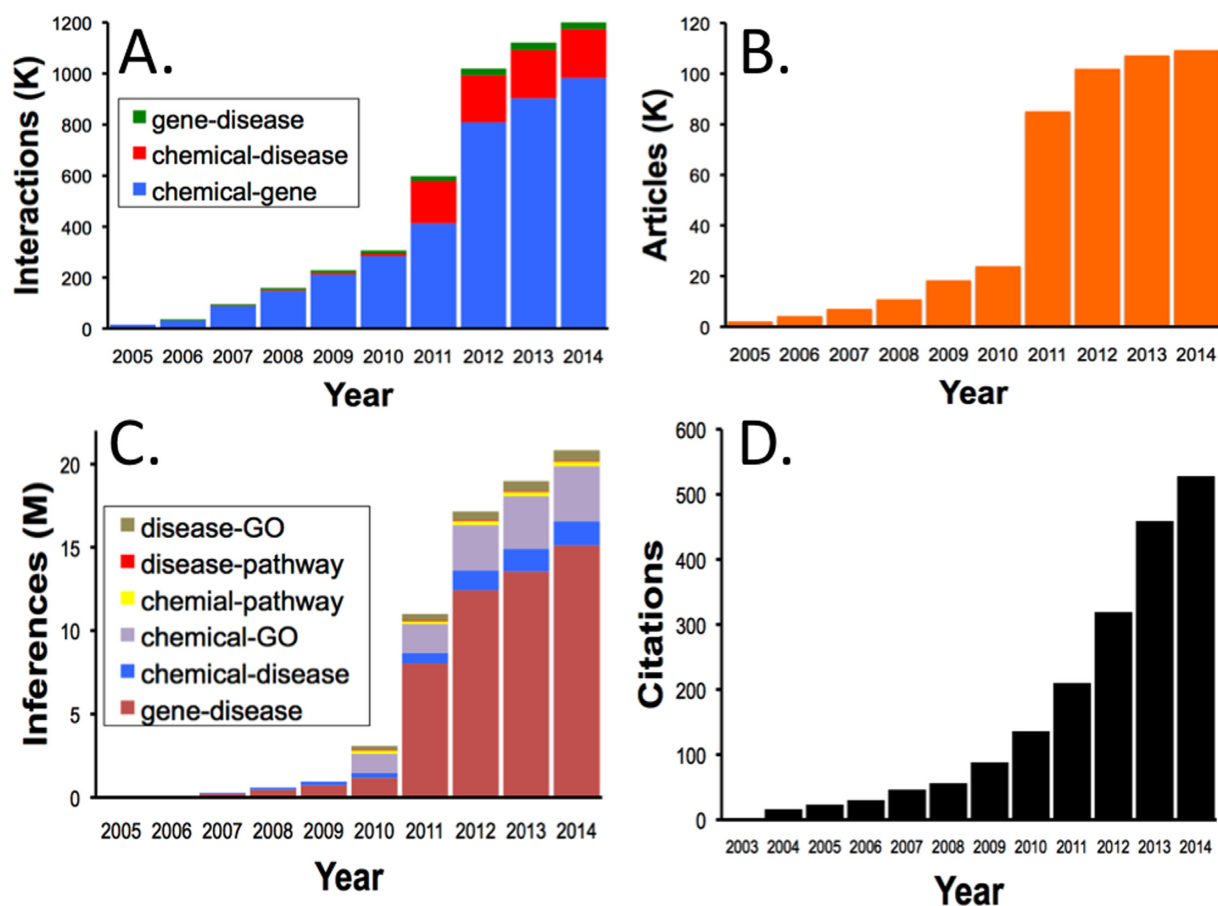 A.
Interactions (K)
1200
1000
800
600
400
200
0
gene-disease
chemical-disease
chemical-gene
2005 2006 2007 2008 2009 2010 2011 2012 2013 2014
Year
B.
Articles (K)
120
100
80
60
40
20
0
2005 2006 2007 2008 2009 2010 2011 2012 2013 2014
Year
C.
Inferences (M)
20
15
10
5
0
disease-GO
disease-pathway
chemial-pathway
chemical-GO
chemical-disease
gene-disease
2005 2006 2007 2008 2009 2010 2011 2012 2013 2014
Year
D.
Citations
600
500
400
300
200
100
0
2003 2004 2005 2006 2007 2008 2009 2010 2011 2012 2013 2014
Year